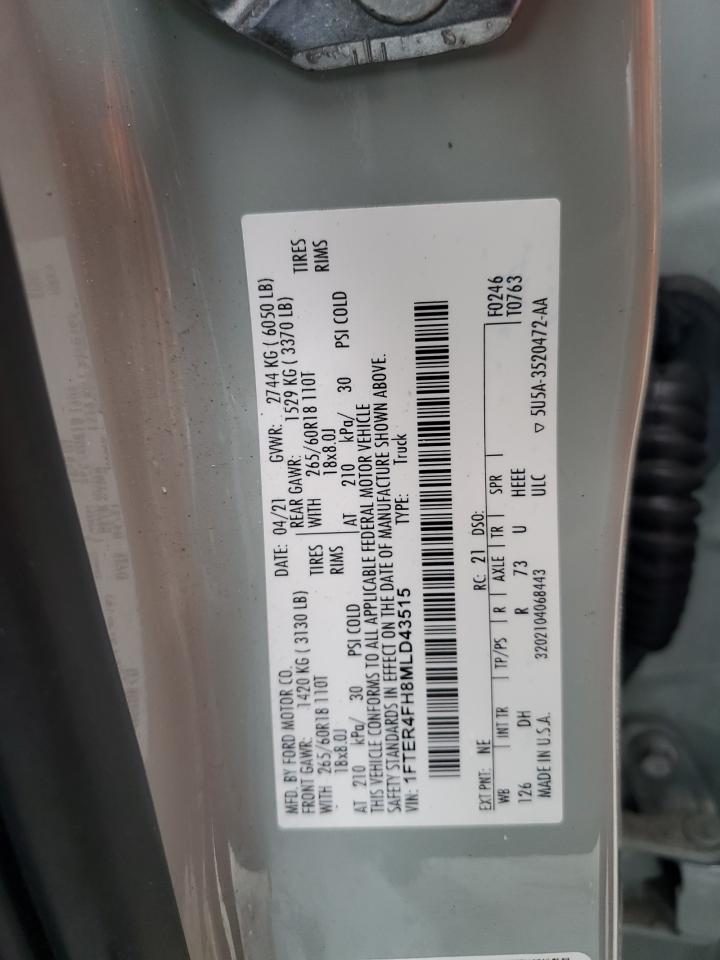 MFD. BY FORD MOTOR CO.
DATE: 04/21 GVWR: 2744 KG ( 6050 LB)
FRONT GAWR: 1420 KG ( 3130 LB) REAR GAWR: 1529 KG ( 3370 LB)
WITH 265/60R18 110T TIRES WITH 265/60R18 110T TIRES
18x8.0J RIMS 18x8.0J RIMS
AT 210 kPa/ 30 PSI COLD AT 210 kPa/ 30 PSI COLD
THIS VEHICLE CONFORMS TO ALL APPLICABLE FEDERAL MOTOR VEHICLE
SAFETY STANDARDS IN EFFECT ON THE DATE OF MANUFACTURE SHOWN ABOVE.
VIN: 1FTER4FH8MLD43515 TYPE: Truck
F0246
EXT PNT: NE RC: 21 DSO: T0763
WB INT TR TP/PS R AXLE TR SPR
126 DH R 73 U HEEE
MADE IN U.S.A. 3202104068443 ULC ▽ 5U5A-3520472-AA